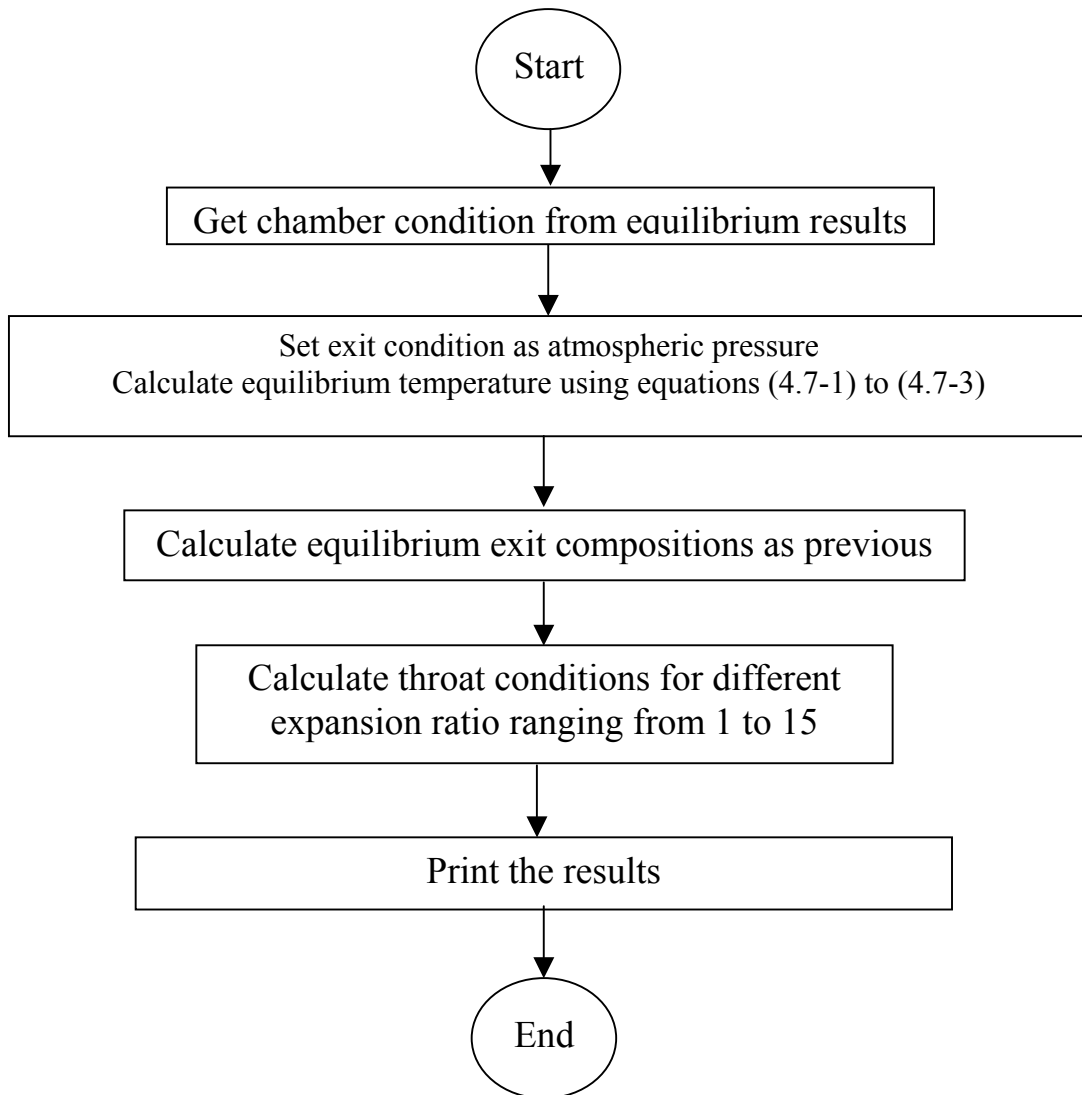 Start
Get chamber condition from equilibrium results
Set exit condition as atmospheric pressure
Calculate equilibrium temperature using equations (4.7-1) to (4.7-3)
Calculate equilibrium exit compositions as previous
Calculate throat conditions for different
expansion ratio ranging from 1 to 15
Print the results
End